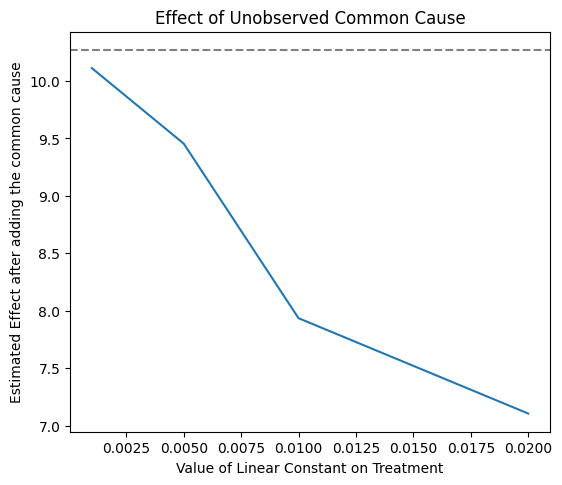 Effect of Unobserved Common Cause
Estimated Effect after adding the common cause
10.0
9.5
9.0
8.5
8.0
7.5
7.0
0.0025 0.0050 0.0075 0.0100 0.0125 0.0150 0.0175 0.0200
Value of Linear Constant on Treatment